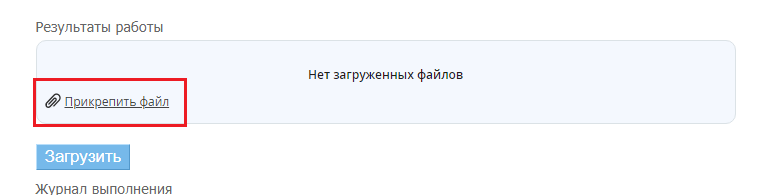 Результаты работы
Нет загруженных файлов
Прикрепить файл
Загрузить
Журнал выполнения